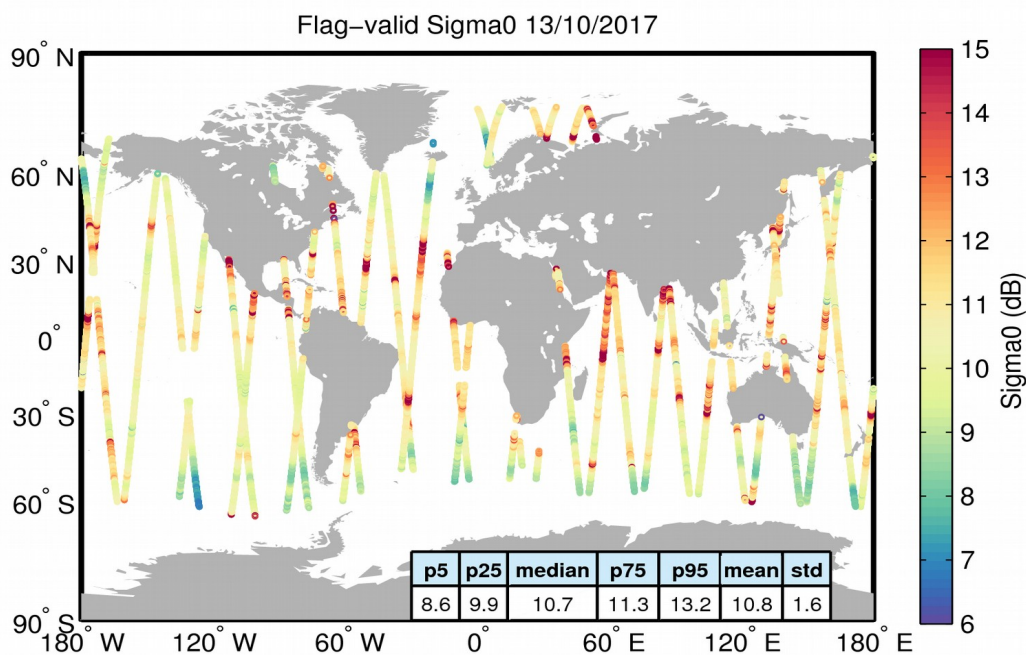 Flag−valid Sigma0 13/10/2017
90° N
60° N
30° N
0°
30° S
60° S
90° S
180° W
120° W
60° W
0°
60° E
120° E
180° E
p5 p25 median p75 p95 mean std
8.6 9.9 10.7 11.3 13.2 10.8 1.6
15
14
13
12
11
10
9
8
7
6
Sigma0 (dB)